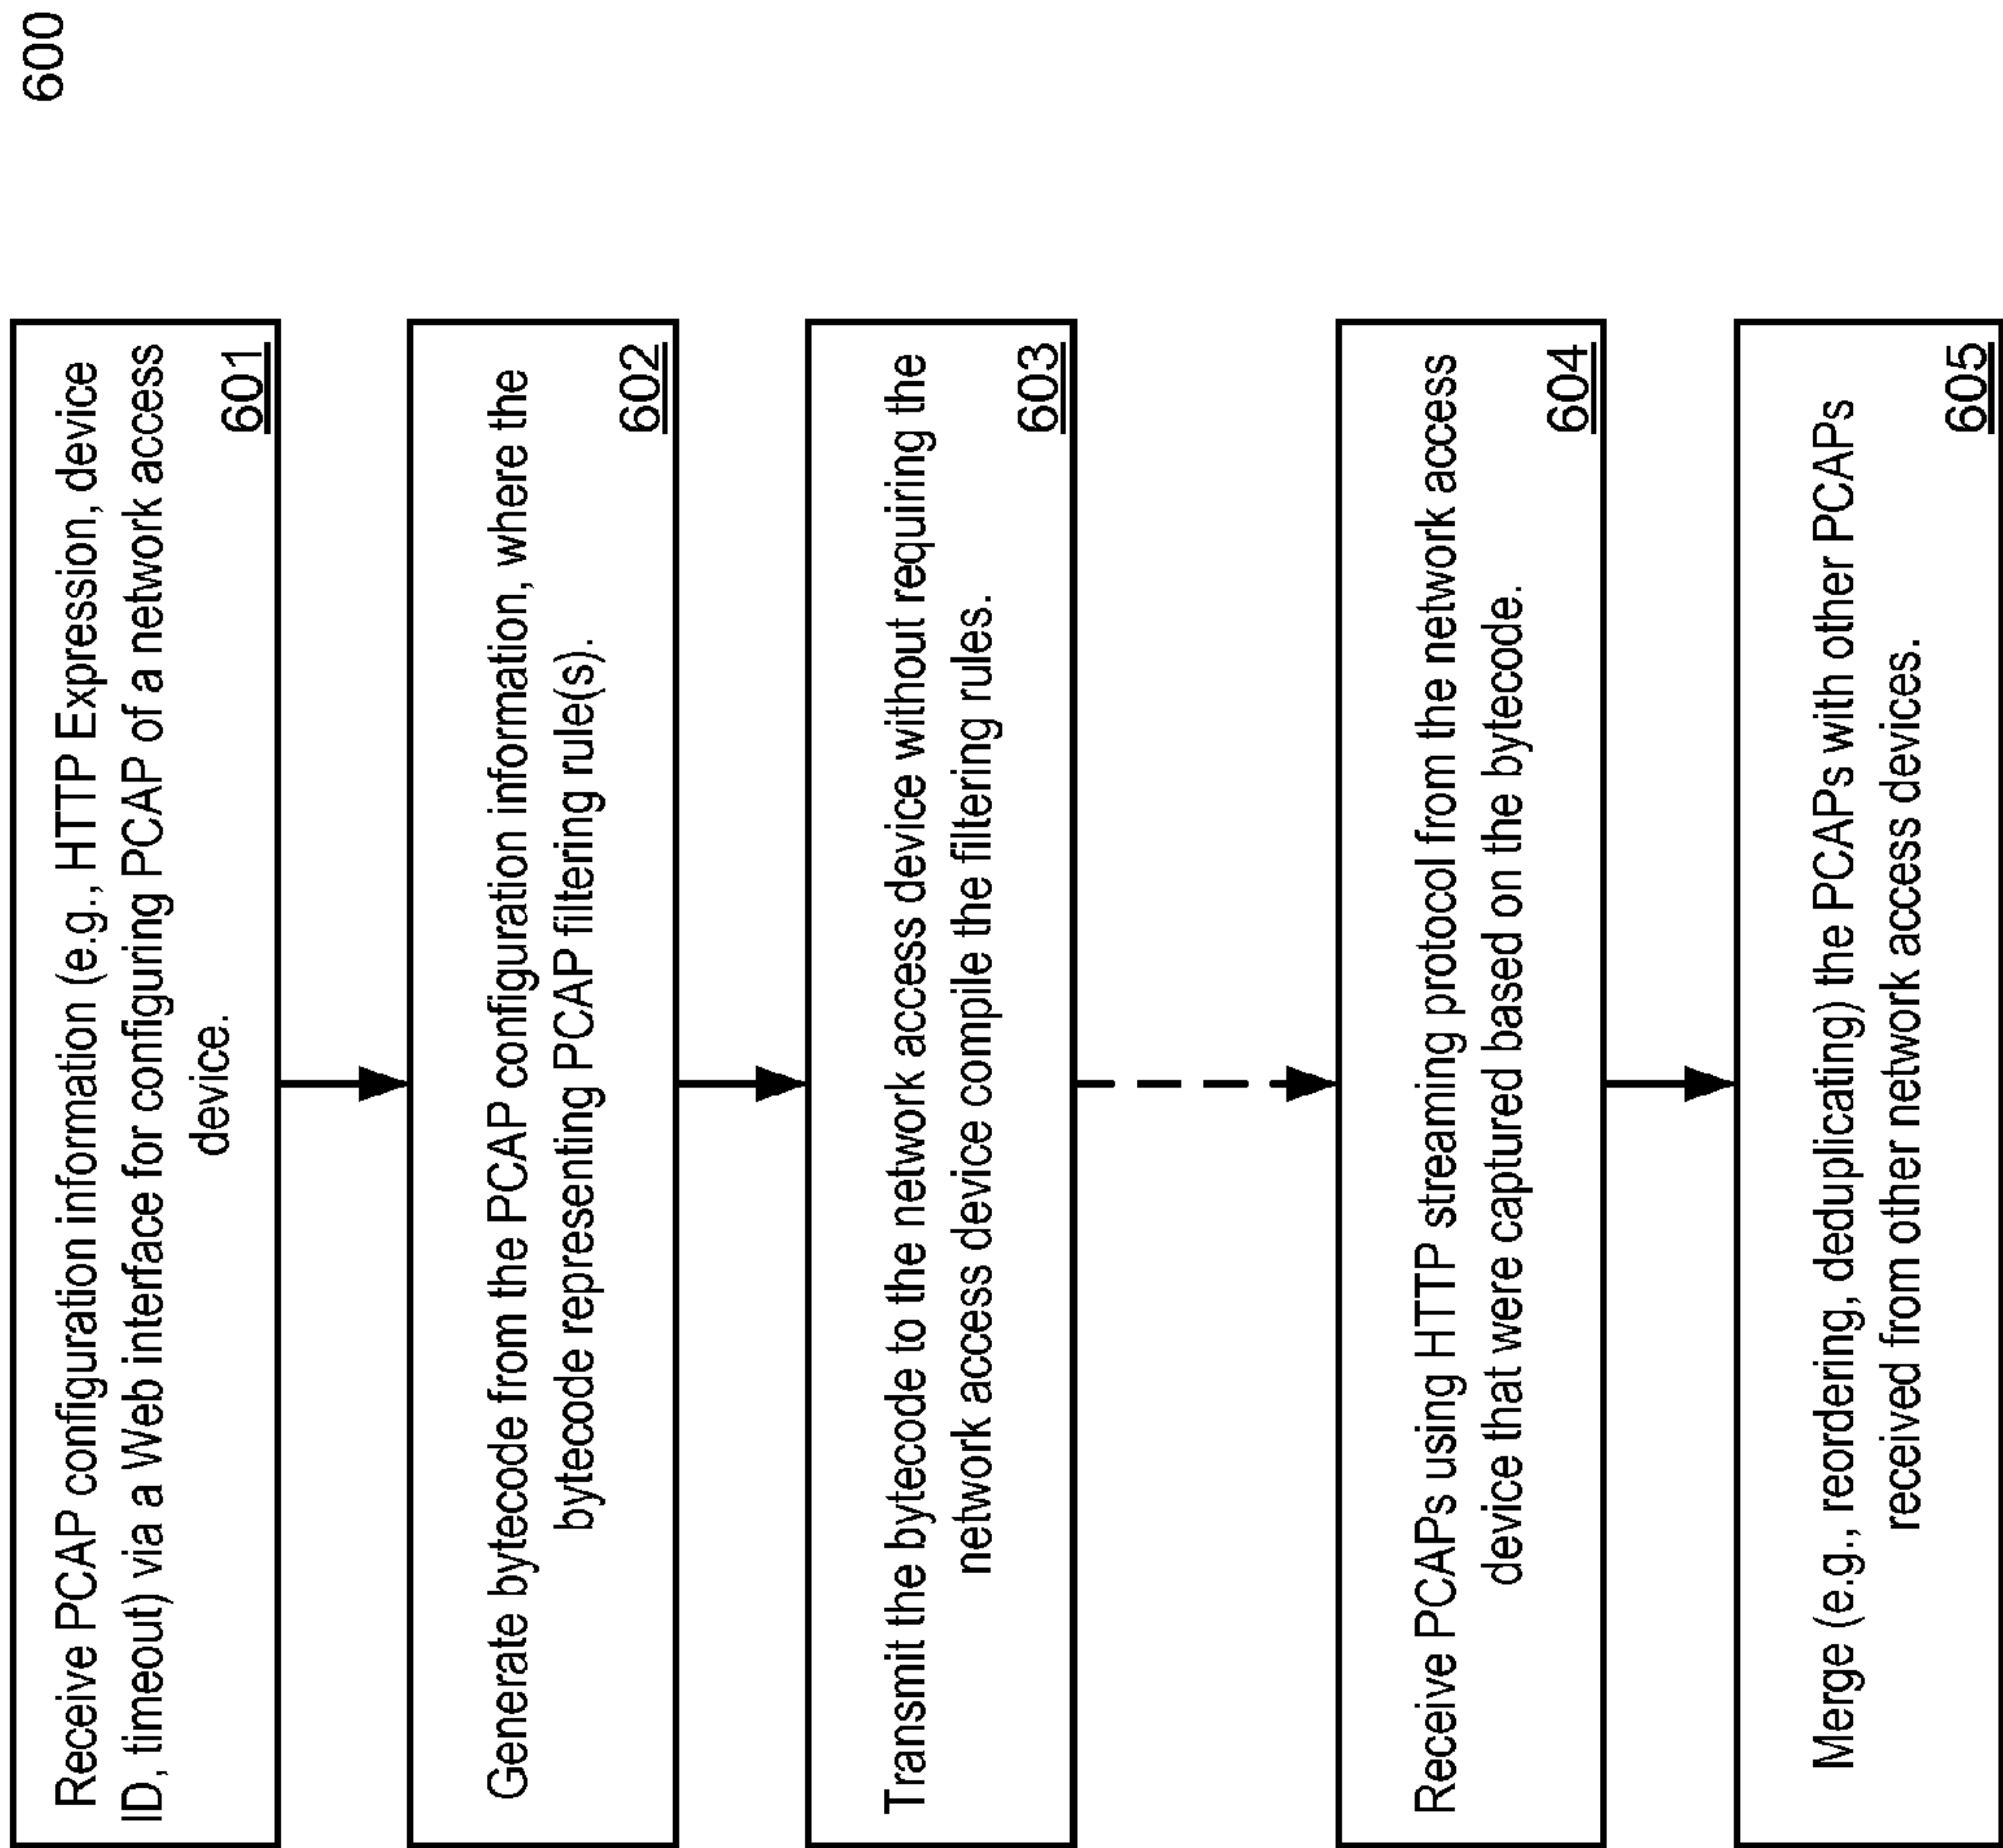 600
Receive PCAP configuration information (e.g., HTTP Expression, device
ID, timeout) via a Web interface for configuring PCAP of a network access
device.
601
Generate bytecode from the PCAP configuration information, where the
bytecode representing PCAP filtering rule(s).
602
Transmit the bytecode to the network access device without requiring the
network access device compile the filtering rules.
603
Receive PCAPs using HTTP streaming protocol from the network access
device that were captured based on the bytecode.
604
Merge (e.g., reordering, deduplicating) the PCAPs with other PCAPs
received from other network access devices.
605